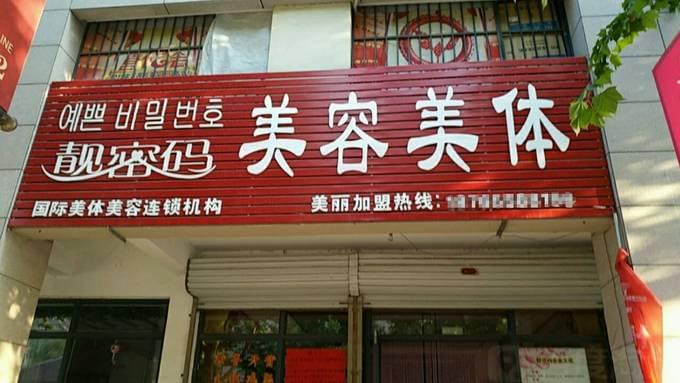 예쁜 비밀번호
靓密码
美容美体
国际美体美容连锁机构
美丽加盟热线: